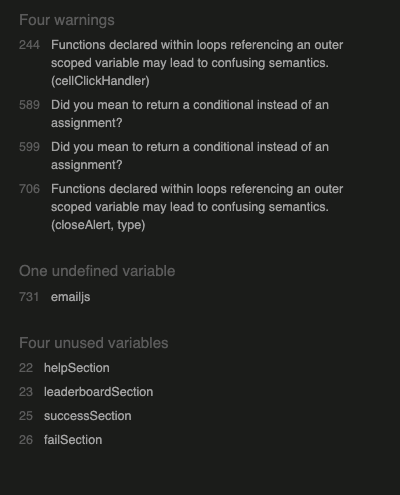 Four warnings
244 Functions declared within loops referencing an outer
scoped variable may lead to confusing semantics.
(cellClickHandler)
589 Did you mean to return a conditional instead of an
assignment?
599 Did you mean to return a conditional instead of an
assignment?
706 Functions declared within loops referencing an outer
scoped variable may lead to confusing semantics.
(closeAlert, type)
One undefined variable
731 emailjs
Four unused variables
22 helpSection
23 leaderboardSection
25 successSection
26 failSection